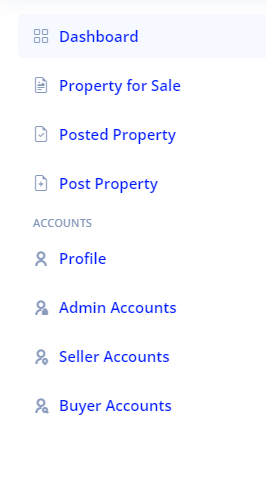 Dashboard
Property for Sale
Posted Property
Post Property
ACCOUNTS
Profile
Admin Accounts
Seller Accounts
Buyer Accounts